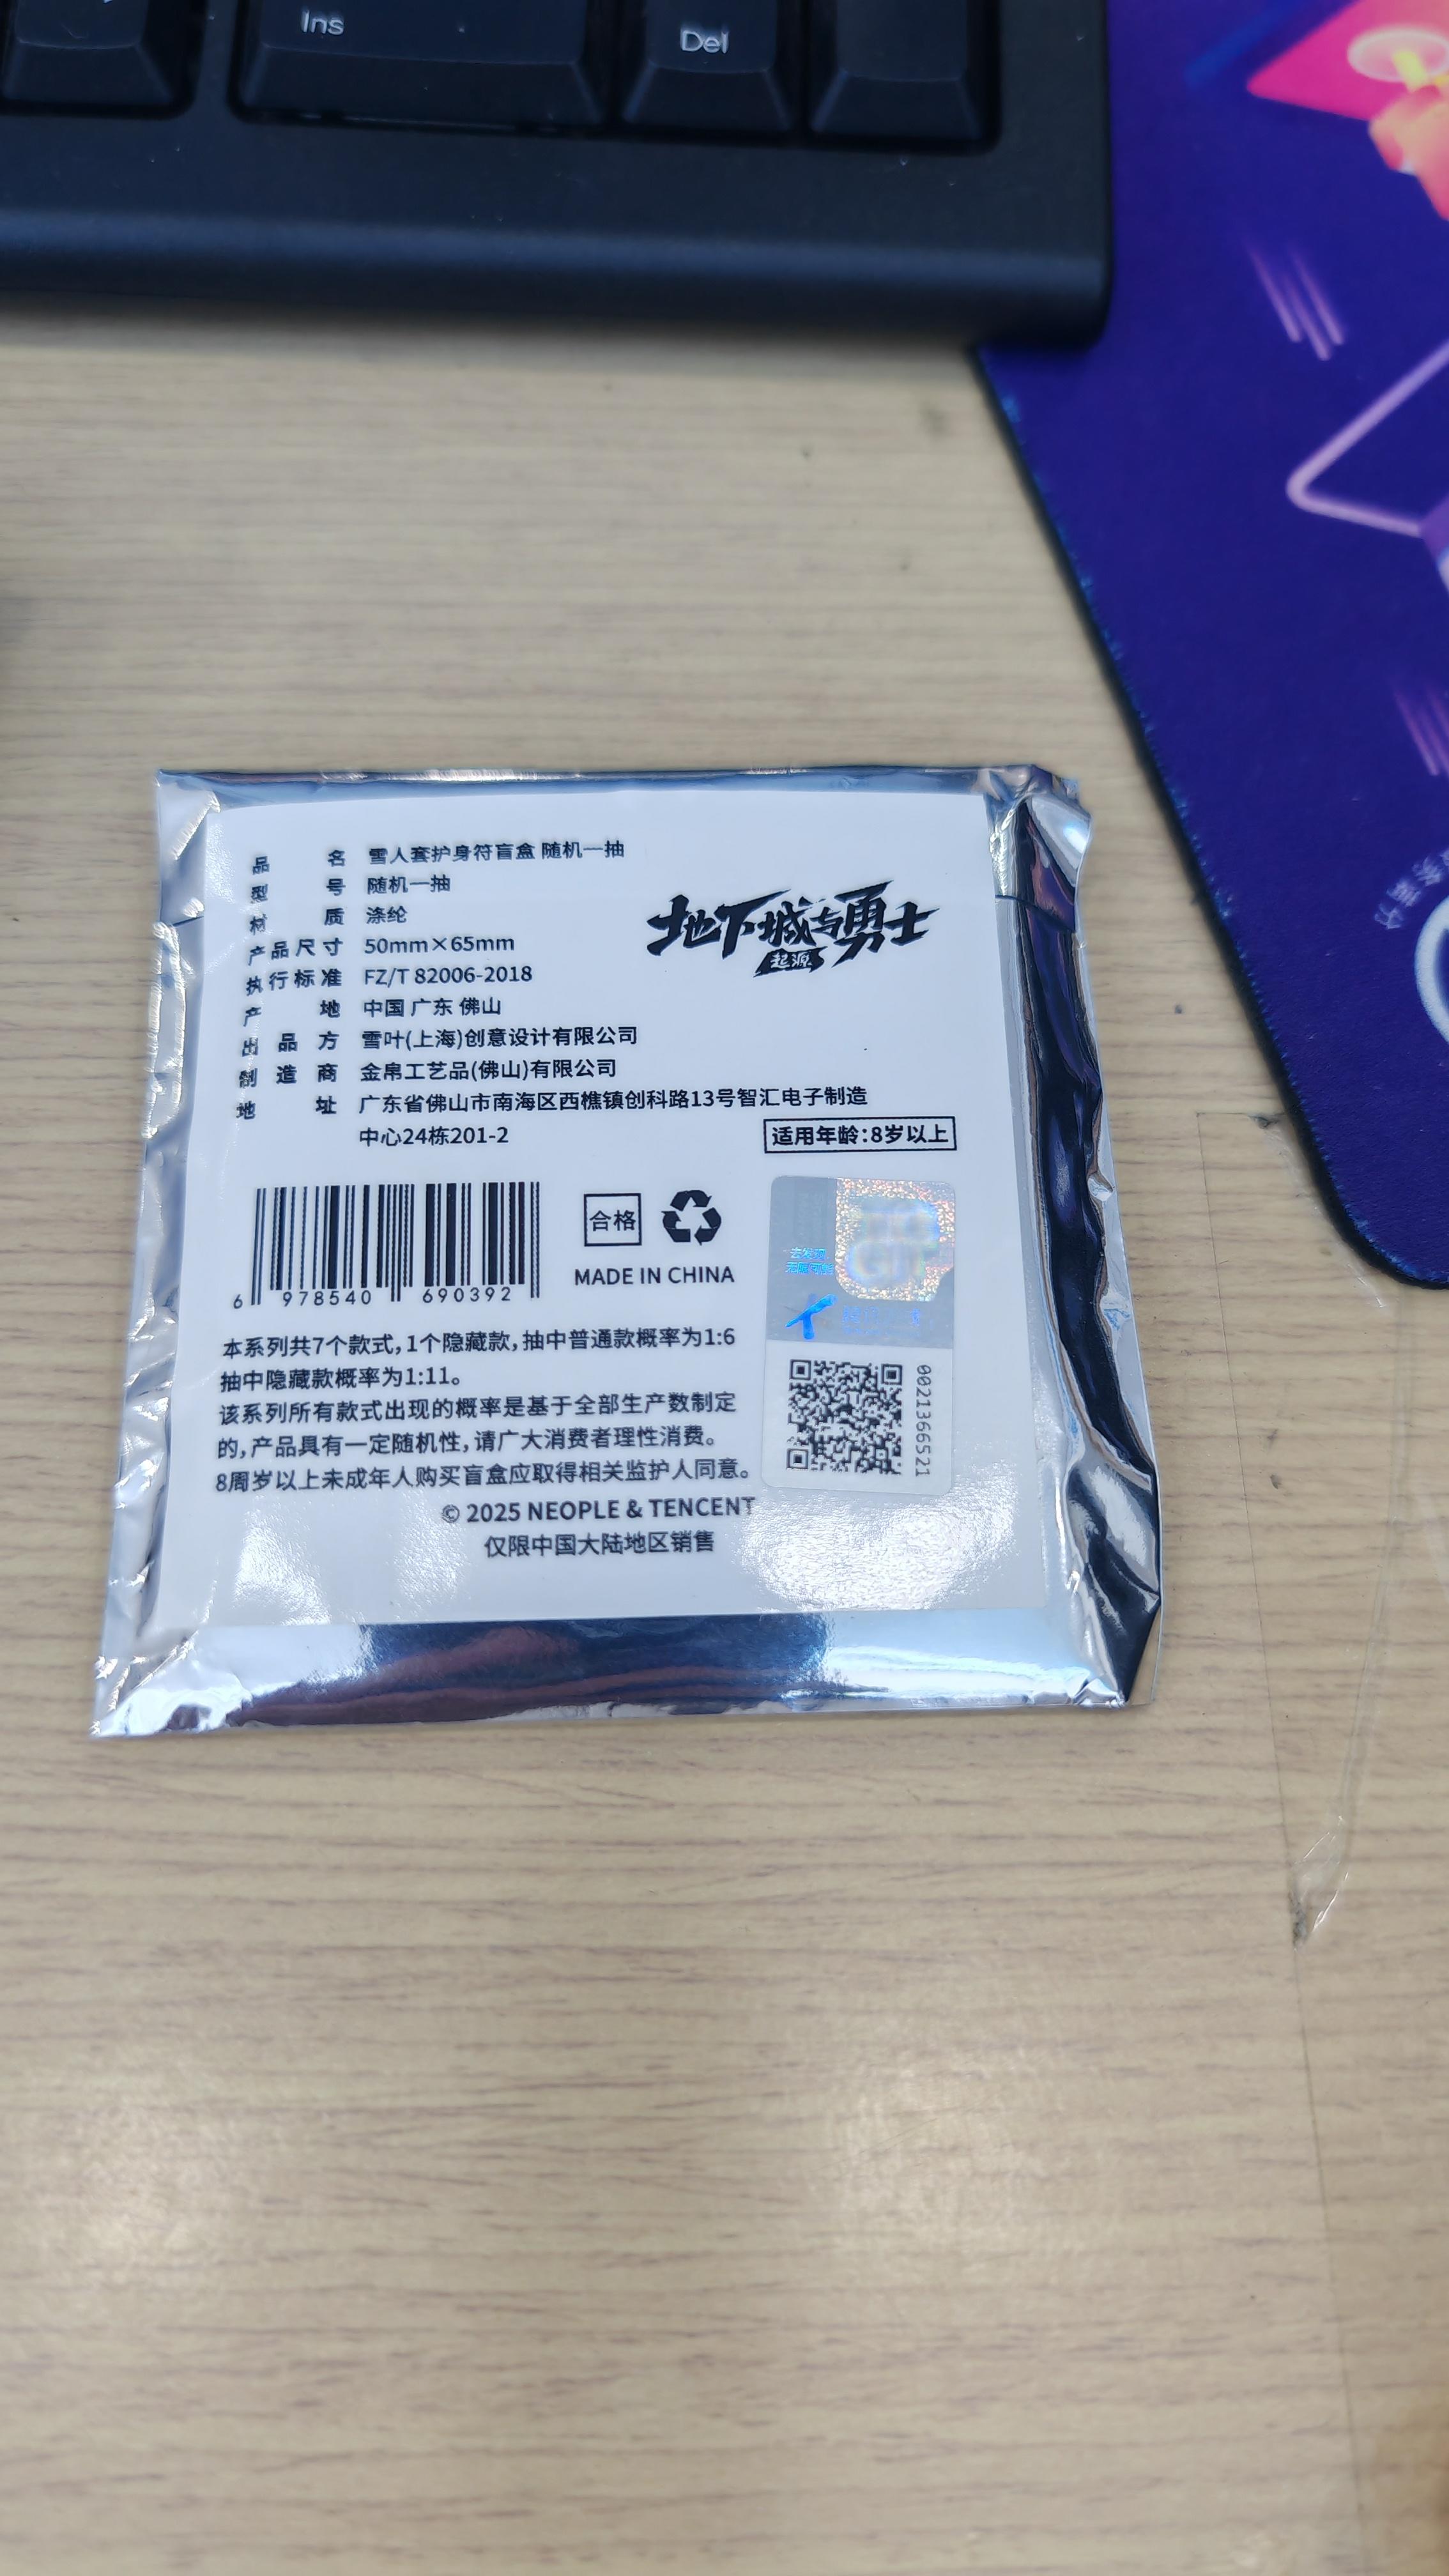 Ins
Del
品名 雪人套护身符盲盒 随机一抽
型号 随机一抽
材质 涤纶
产品尺寸 50mm×65mm
执行标准 FZ/T 82006-2018
产地 中国 广东 佛山
出品方 雪叶(上海)创意设计有限公司
制造商 金帛工艺品(佛山)有限公司
地址 广东省佛山市南海区西樵镇创科路13号智汇电子制造
中心24栋201-2
地下城与勇士
起源
适用年龄:8岁以上
合格
MADE IN CHINA
6 978540 690392
本系列共7个款式,1个隐藏款,抽中普通款概率为1:6
抽中隐藏款概率为1:11。
该系列所有款式出现的概率是基于全部生产数制定
的,产品具有一定随机性,请广大消费者理性消费。
8周岁以上未成年人购买盲盒应取得相关监护人同意。
© 2025 NEOPLE & TENCENT
仅限中国大陆地区销售
002136652​1